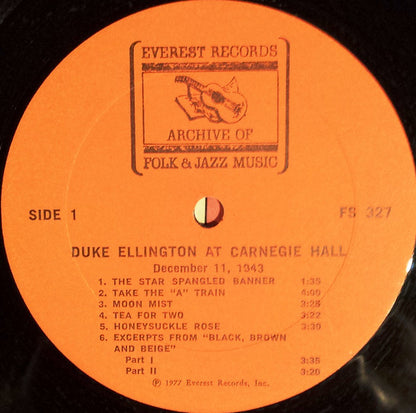 EVEREST RECORDS
ARCHIVE OF
FOLK & JAZZ MUSIC
SIDE 1
FS 327
DUKE ELLINGTON AT CARNEGIE HALL
December 11, 1943
1. THE STAR SPANGLED BANNER 1:35
2. TAKE THE "A" TRAIN 4:00
3. MOON MIST 3:25
4. TEA FOR TWO 3:22
5. HONEYSUCKLE ROSE 3:30
6. EXCERPTS FROM "BLACK, BROWN
AND BEIGE"
Part I 3:35
Part II 3:20
℗ 1977 Everest Records, Inc.